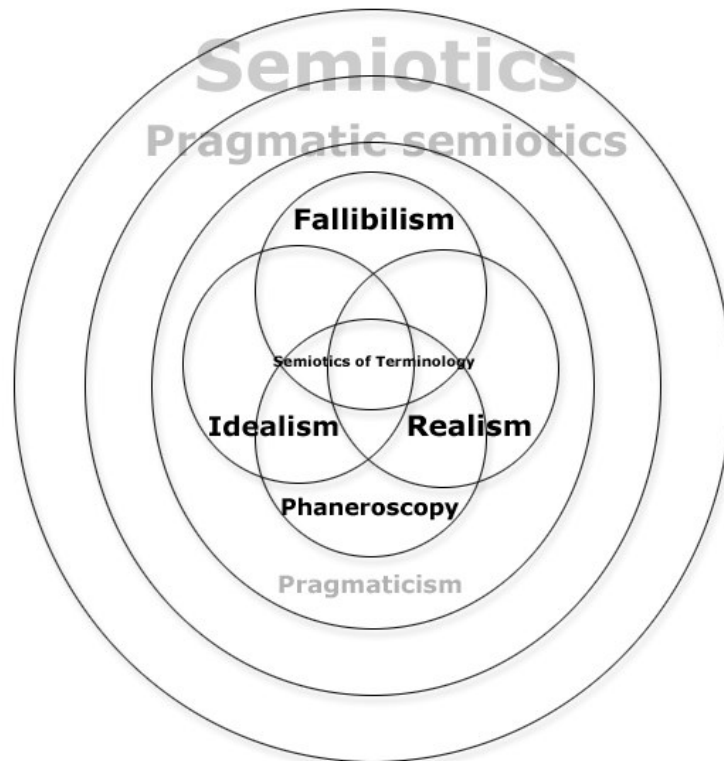 Semiotics
Pragmatic semiotics
Fallibilism
Semiotics of Terminology
Idealism Realism
Phaneroscopy
Pragmaticism